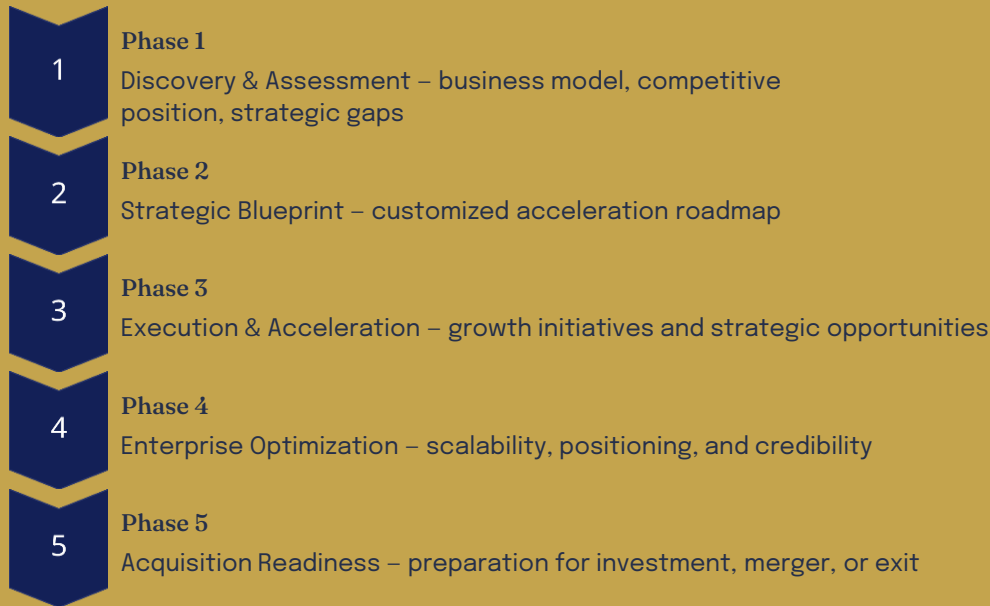 1
Phase 1
Discovery & Assessment – business model, competitive
position, strategic gaps
2
Phase 2
Strategic Blueprint – customized acceleration roadmap
3
Phase 3
Execution & Acceleration – growth initiatives and strategic opportunities
4
Phase 4
Enterprise Optimization – scalability, positioning, and credibility
5
Phase 5
Acquisition Readiness – preparation for investment, merger, or exit